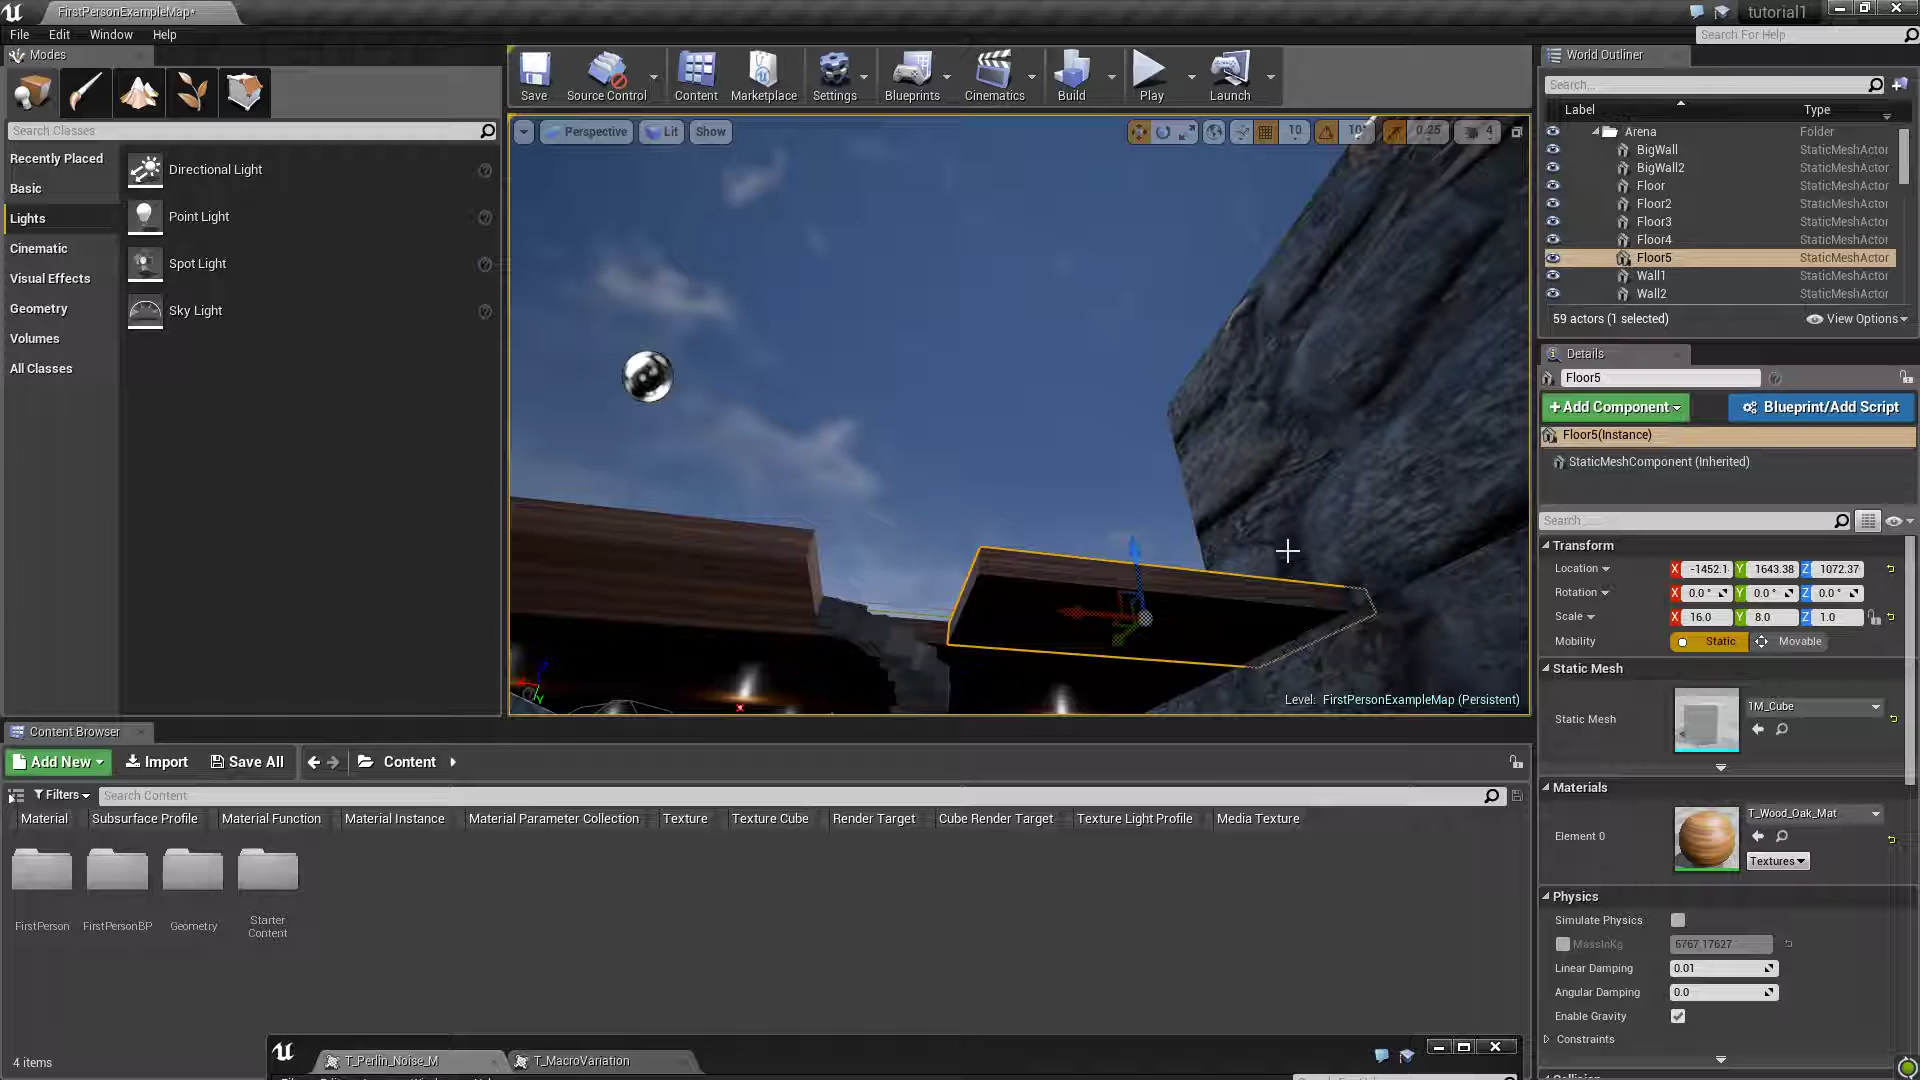 FirstPersonExampleMap*
tutorial1
File Edit Window Help
Search For Help
Modes
Search Classes
Recently Placed
Basic
Lights
Cinematic
Visual Effects
Geometry
Volumes
All Classes
Directional Light
Point Light
Spot Light
Sky Light
Save Source Control Content Marketplace Settings Blueprints Cinematics Build Play Launch
Perspective Lit Show 10 10° 0.25 4
Level: FirstPersonExampleMap (Persistent)
World Outliner
Search...
Label Type
Arena Folder
BigWall StaticMeshActor
BigWall2 StaticMeshActor
Floor StaticMeshActor
Floor2 StaticMeshActor
Floor3 StaticMeshActor
Floor4 StaticMeshActor
Floor5 StaticMeshActor
Wall1 StaticMeshActor
Wall2 StaticMeshActor
59 actors (1 selected) View Options
Details
Floor5
+Add Component Blueprint/Add Script
Floor5(Instance)
StaticMeshComponent (Inherited)
Search
Transform
Location X -1452.1 Y 1643.38 Z 1072.37
Rotation X 0.0 ° Y 0.0 ° Z 0.0 °
Scale X 16.0 Y 8.0 Z 1.0
Mobility Static Movable
Static Mesh
Static Mesh 1M_Cube
Materials
Element 0 T_Wood_Oak_Mat
Textures
Physics
Simulate Physics
MassInKg 6767.17627
Linear Damping 0.01
Angular Damping 0.0
Enable Gravity
Constraints
Content Browser
Add New Import Save All Content
Filters Search Content
Material Subsurface Profile Material Function Material Instance Material Parameter Collection Texture Texture Cube Render Target Cube Render Target Texture Light Profile Media Texture
FirstPerson FirstPersonBP Geometry Starter Content
4 items
T_Perlin_Noise_M T_MacroVariation